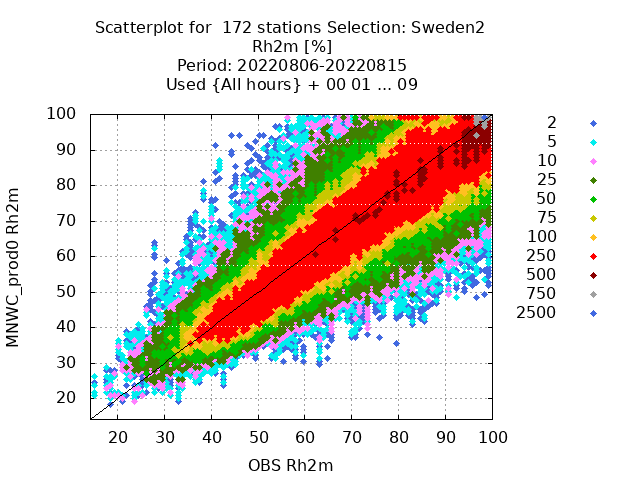 Scatterplot for  172 stations Selection: Sweden2
Rh2m [%]
Period: 20220806-20220815
Used {All hours} + 00 01 ... 09
MNWC_prod0 Rh2m
100
90
80
70
60
50
40
30
20
20 30 40 50 60 70 80 90 100
OBS Rh2m
2
5
10
25
50
75
100
250
500
750
2500